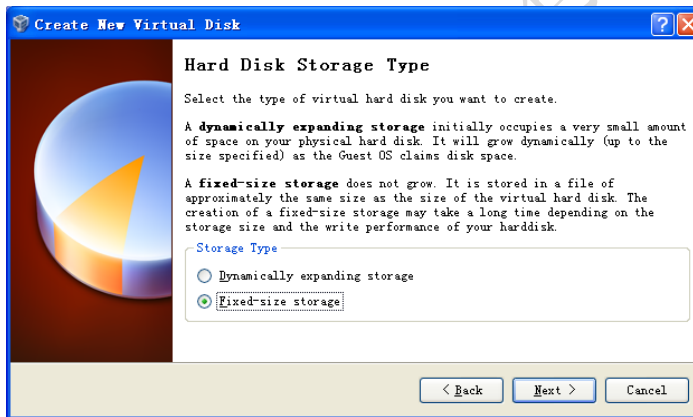 Create New Virtual Disk
Hard Disk Storage Type
Select the type of virtual hard disk you want to create.
A dynamically expanding storage initially occupies a very small amount
of space on your physical hard disk. It will grow dynamically (up to the
size specified) as the Guest OS claims disk space.
A fixed-size storage does not grow. It is stored in a file of
approximately the same size as the size of the virtual hard disk. The
creation of a fixed-size storage may take a long time depending on the
storage size and the write performance of your harddisk.
Storage Type
Dynamically expanding storage
Fixed-size storage
< Back Next > Cancel